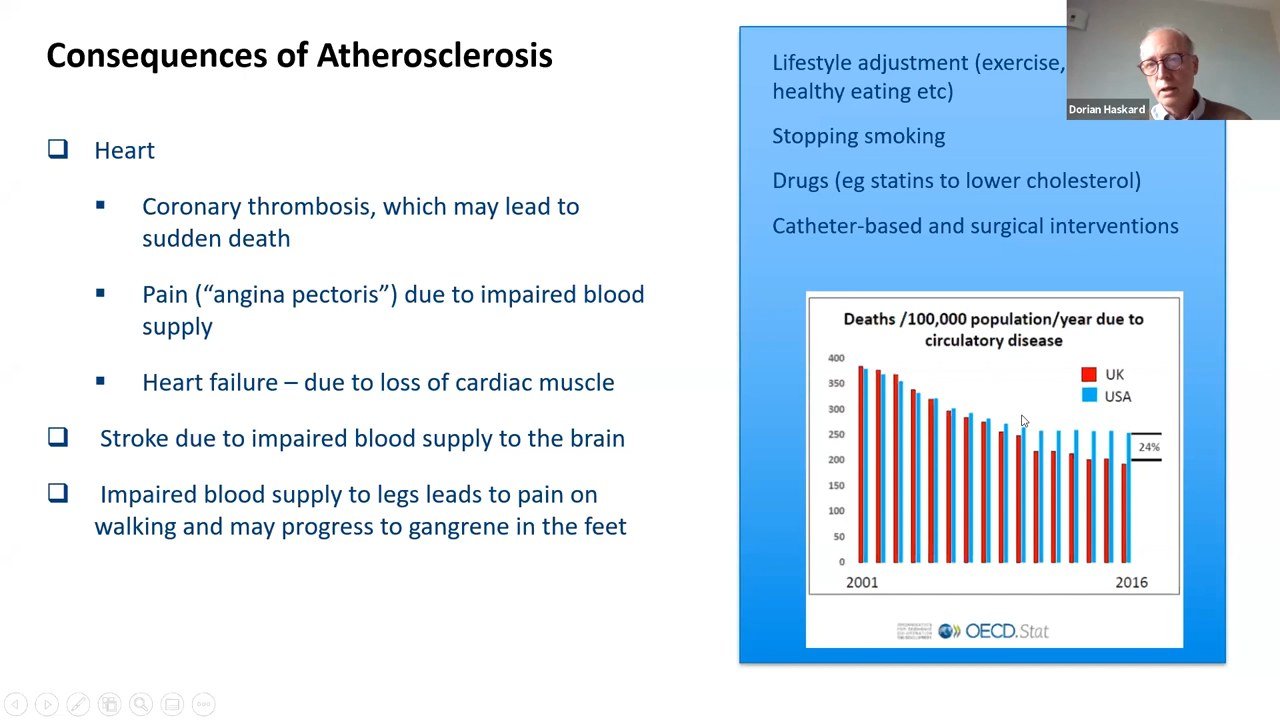 Consequences of Atherosclerosis
Heart
Coronary thrombosis, which may lead to
sudden death
Pain (“angina pectoris”) due to impaired blood
supply
Heart failure – due to loss of cardiac muscle
Stroke due to impaired blood supply to the brain
Impaired blood supply to legs leads to pain on
walking and may progress to gangrene in the feet
Lifestyle adjustment (exercise,
healthy eating etc)
Stopping smoking
Drugs (eg statins to lower cholesterol)
Catheter-based and surgical interventions
Dorian Haskard
Deaths /100,000 population/year due to
circulatory disease
400
350
300
250
200
150
100
50
0
UK
USA
24%
2001
2016
OECD.Stat